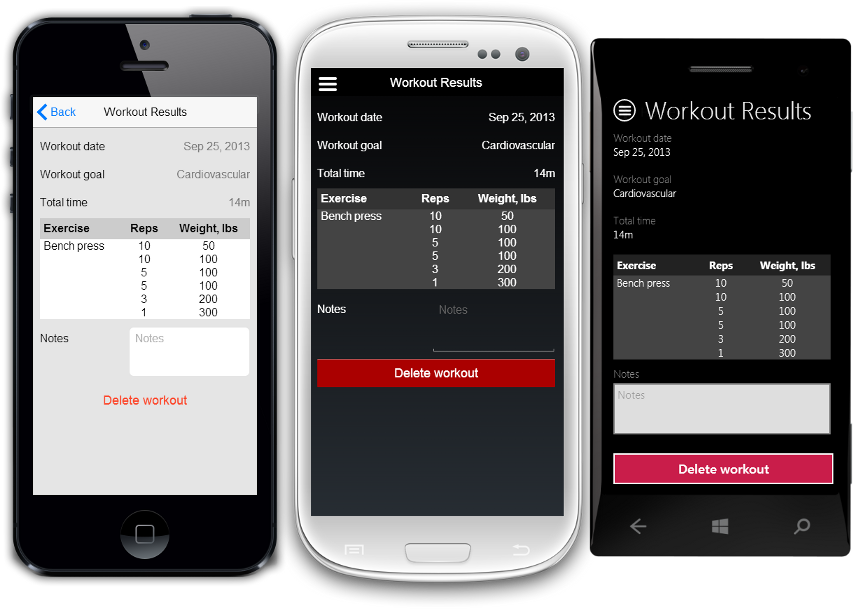 Back Workout Results
Workout date Sep 25, 2013
Workout goal Cardiovascular
Total time 14m
Exercise Reps Weight, lbs
Bench press 10 50
10 100
5 100
5 100
3 200
1 300
Notes Notes
Delete workout
Workout Results
Workout date Sep 25, 2013
Workout goal Cardiovascular
Total time 14m
Exercise Reps Weight, lbs
Bench press 10 50
10 100
5 100
5 100
3 200
1 300
Notes Notes
Delete workout
Workout Results
Workout date
Sep 25, 2013
Workout goal
Cardiovascular
Total time
14m
Exercise Reps Weight, lbs
Bench press 10 50
10 100
5 100
5 100
3 200
1 300
Notes
Notes
Delete workout